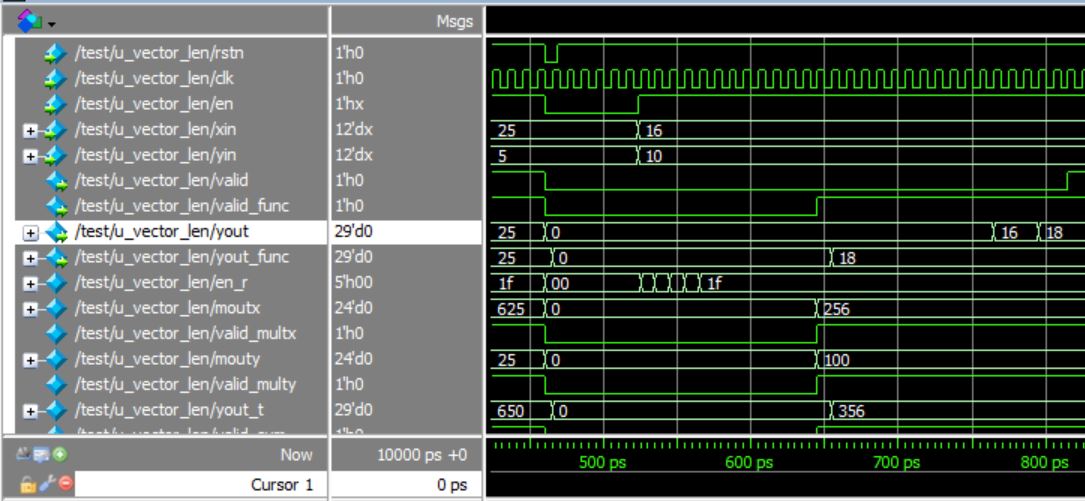 Msgs
/test/u_vector_len/rstn 1'h0
/test/u_vector_len/clk 1'h0
/test/u_vector_len/en 1'hx
/test/u_vector_len/xin 12'dx 25 16
/test/u_vector_len/yin 12'dx 5 10
/test/u_vector_len/valid 1'h0
/test/u_vector_len/valid_func 1'h0
/test/u_vector_len/yout 29'd0 25 0 16 18
/test/u_vector_len/yout_func 29'd0 25 0 18
/test/u_vector_len/en_r 5'h00 1f 00 1f
/test/u_vector_len/moutx 24'd0 625 0 256
/test/u_vector_len/valid_multx 1'h0
/test/u_vector_len/mouty 24'd0 25 0 100
/test/u_vector_len/valid_multy 1'h0
/test/u_vector_len/yout_t 29'd0 650 0 356
Now 10000 ps +0 500 ps 600 ps 700 ps 800 ps
Cursor 1 0 ps